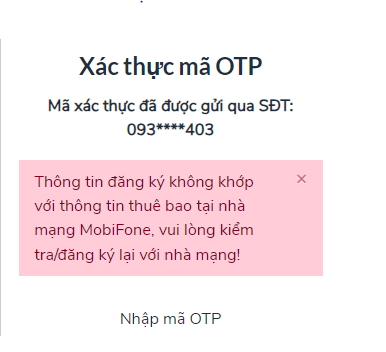 Xác thực mã OTP
Mã xác thực đã được gửi qua SĐT:
093****403
Thông tin đăng ký không khớp ×
với thông tin thuê bao tại nhà
mạng MobiFone, vui lòng kiểm
tra/đăng ký lại với nhà mạng!
Nhập mã OTP